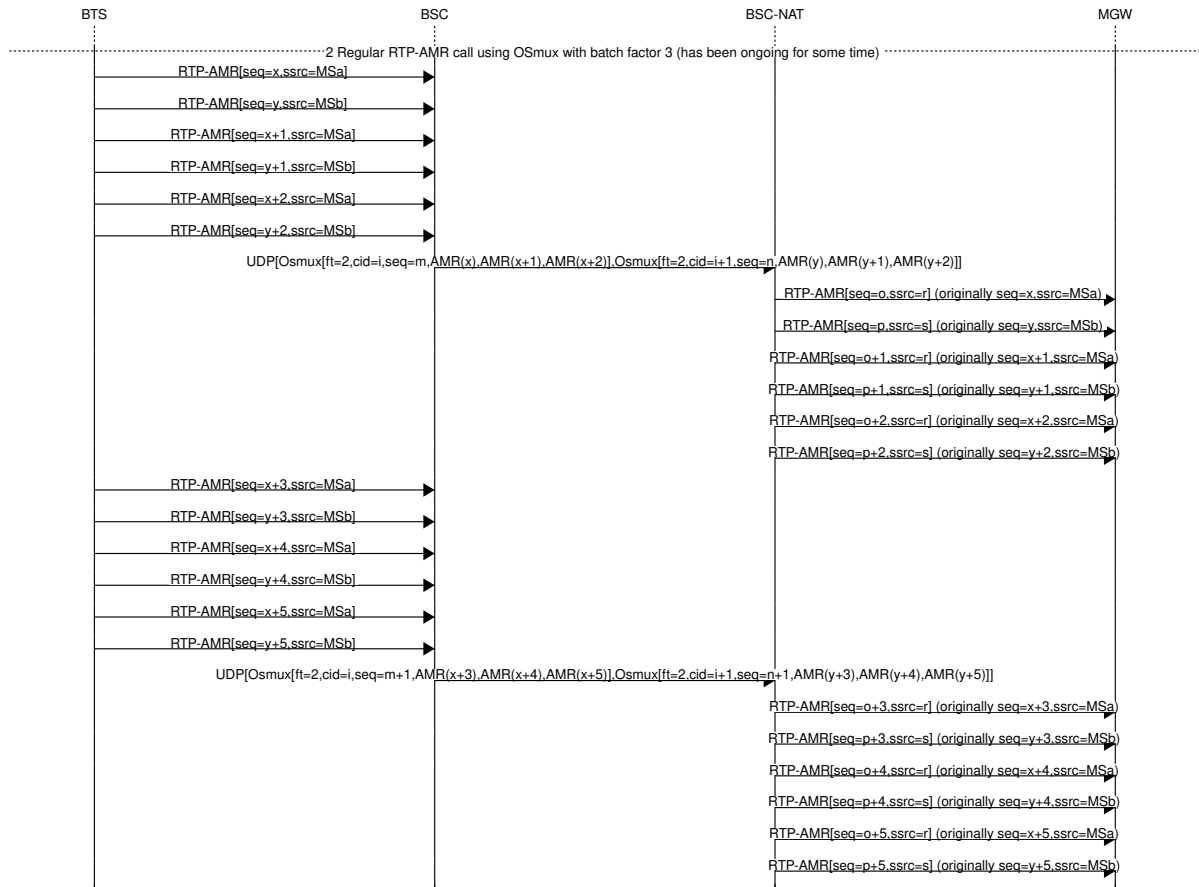 BTS BSC BSC-NAT MGW
2 Regular RTP-AMR call using OSmux with batch factor 3 (has been ongoing for some time)
RTP-AMR[seq=x,ssrc=MSa]
RTP-AMR[seq=y,ssrc=MSb]
RTP-AMR[seq=x+1,ssrc=MSa]
RTP-AMR[seq=y+1,ssrc=MSb]
RTP-AMR[seq=x+2,ssrc=MSa]
RTP-AMR[seq=y+2,ssrc=MSb]
UDP[Osmux[ft=2,cid=i,seq=m,AMR(x),AMR(x+1),AMR(x+2)],Osmux[ft=2,cid=i+1,seq=n,AMR(y),AMR(y+1),AMR(y+2)]]
RTP-AMR[seq=o,ssrc=r] (originally seq=x,ssrc=MSa)
RTP-AMR[seq=p,ssrc=s] (originally seq=y,ssrc=MSb)
RTP-AMR[seq=o+1,ssrc=r] (originally seq=x+1,ssrc=MSa)
RTP-AMR[seq=p+1,ssrc=s] (originally seq=y+1,ssrc=MSb)
RTP-AMR[seq=o+2,ssrc=r] (originally seq=x+2,ssrc=MSa)
RTP-AMR[seq=p+2,ssrc=s] (originally seq=y+2,ssrc=MSb)
RTP-AMR[seq=x+3,ssrc=MSa]
RTP-AMR[seq=y+3,ssrc=MSb]
RTP-AMR[seq=x+4,ssrc=MSa]
RTP-AMR[seq=y+4,ssrc=MSb]
RTP-AMR[seq=x+5,ssrc=MSa]
RTP-AMR[seq=y+5,ssrc=MSb]
UDP[Osmux[ft=2,cid=i,seq=m+1,AMR(x+3),AMR(x+4),AMR(x+5)],Osmux[ft=2,cid=i+1,seq=n+1,AMR(y+3),AMR(y+4),AMR(y+5)]]
RTP-AMR[seq=o+3,ssrc=r] (originally seq=x+3,ssrc=MSa)
RTP-AMR[seq=p+3,ssrc=s] (originally seq=y+3,ssrc=MSb)
RTP-AMR[seq=o+4,ssrc=r] (originally seq=x+4,ssrc=MSa)
RTP-AMR[seq=p+4,ssrc=s] (originally seq=y+4,ssrc=MSb)
RTP-AMR[seq=o+5,ssrc=r] (originally seq=x+5,ssrc=MSa)
RTP-AMR[seq=p+5,ssrc=s] (originally seq=y+5,ssrc=MSb)